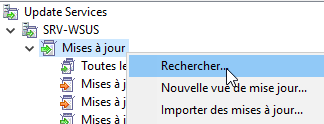 Update Services
SRV-WSUS
Mises à jour
Toutes le
Rechercher...
Mises à j
Nouvelle vue de mise jour...
Mises à j
Importer des mises à jour...
Mises à j